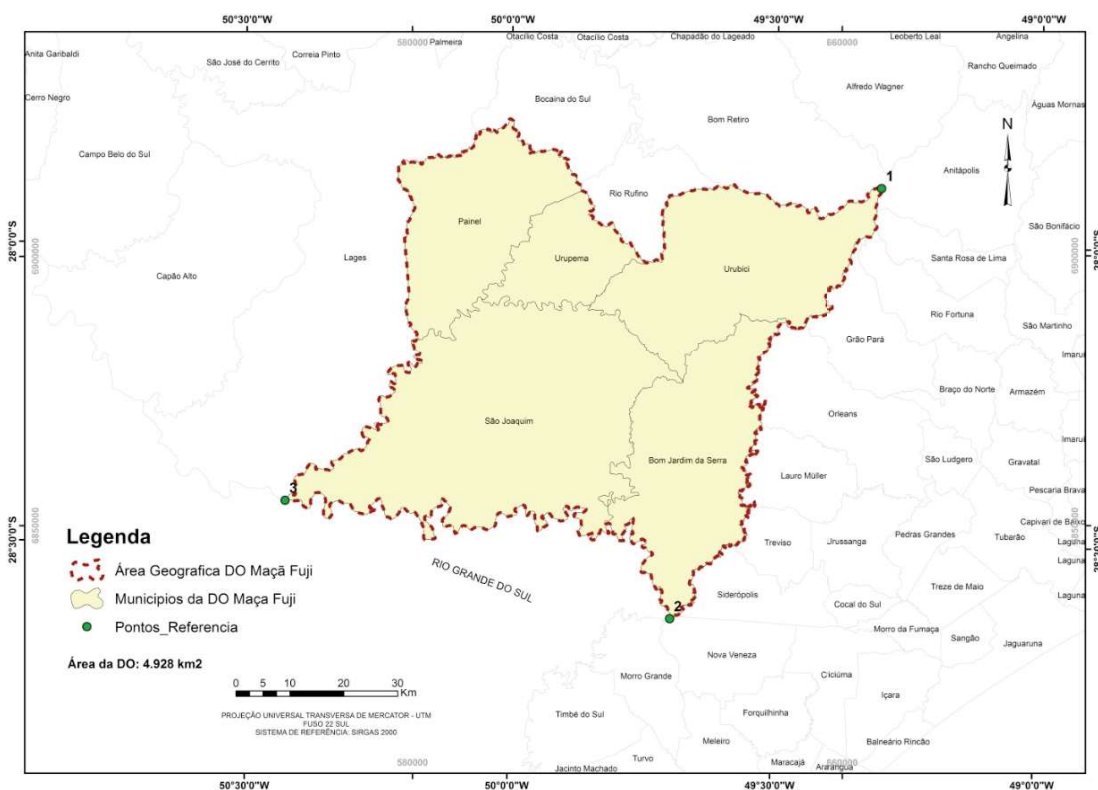 50°30'0"W
50°0'0"W
49°30'0"W
49°0'0"W
580000
660000
Anita Garibaldi
Correia Pinto
Palmeira
Otacílio Costa
Otacílio Costa
Chapadão do Lageado
Leoberto Leal
Angelina
São José do Cerrito
Rancho Queimado
Cerro Negro
Bocaina do Sul
Alfredo Wagner
Águas Mornas
Bom Retiro
N
Campo Belo do Sul
1
Anitápolis
Rio Rufino
Painel
São Bonifácio
28°0'0"S
6900000
Lages
Urupema
Urubici
Santa Rosa de Lima
6900000
28°0'0"S
Capão Alto
Rio Fortuna
São Martinho
Grão Pará
Imarui
Braço do Norte
Armazém
São Joaquim
Orleans
Imarui
Bom Jardim da Serra
São Ludgero
Gravatal
Lauro Müller
3
Pescaria Brava
Capivari de Baixo
28°30'0"S
6850000
Legenda
Treviso
Urussanga
Pedras Grandes
Tubarão
Laguna
28°30'0"S
Área Geografica DO Maçã Fuji
RIO GRANDE DO SUL
Laguna
Municipios da DO Maça Fuji
Siderópolis
Treze de Maio
Laguna
2
Cocal do Sul
Pontos_Referencia
Morro da Fumaça
Sangão
Jaguaruna
Área da DO: 4.928 km2
Nova Veneza
Morro Grande
Criciúma
0 5 10 20 30
Km
Içara
PROJEÇÃO UNIVERSAL TRANSVERSA DE MERCATOR - UTM
FUSO 22 SUL
SISTEMA DE REFERÊNCIA: SIRGAS 2000
Timbé do Sul
Forquilhinha
Meleiro
Balneário Rincão
Turvo
Jacinto Machado
Maracajá
Araranguá
580000
660000
50°30'0"W
50°0'0"W
49°30'0"W
49°0'0"W